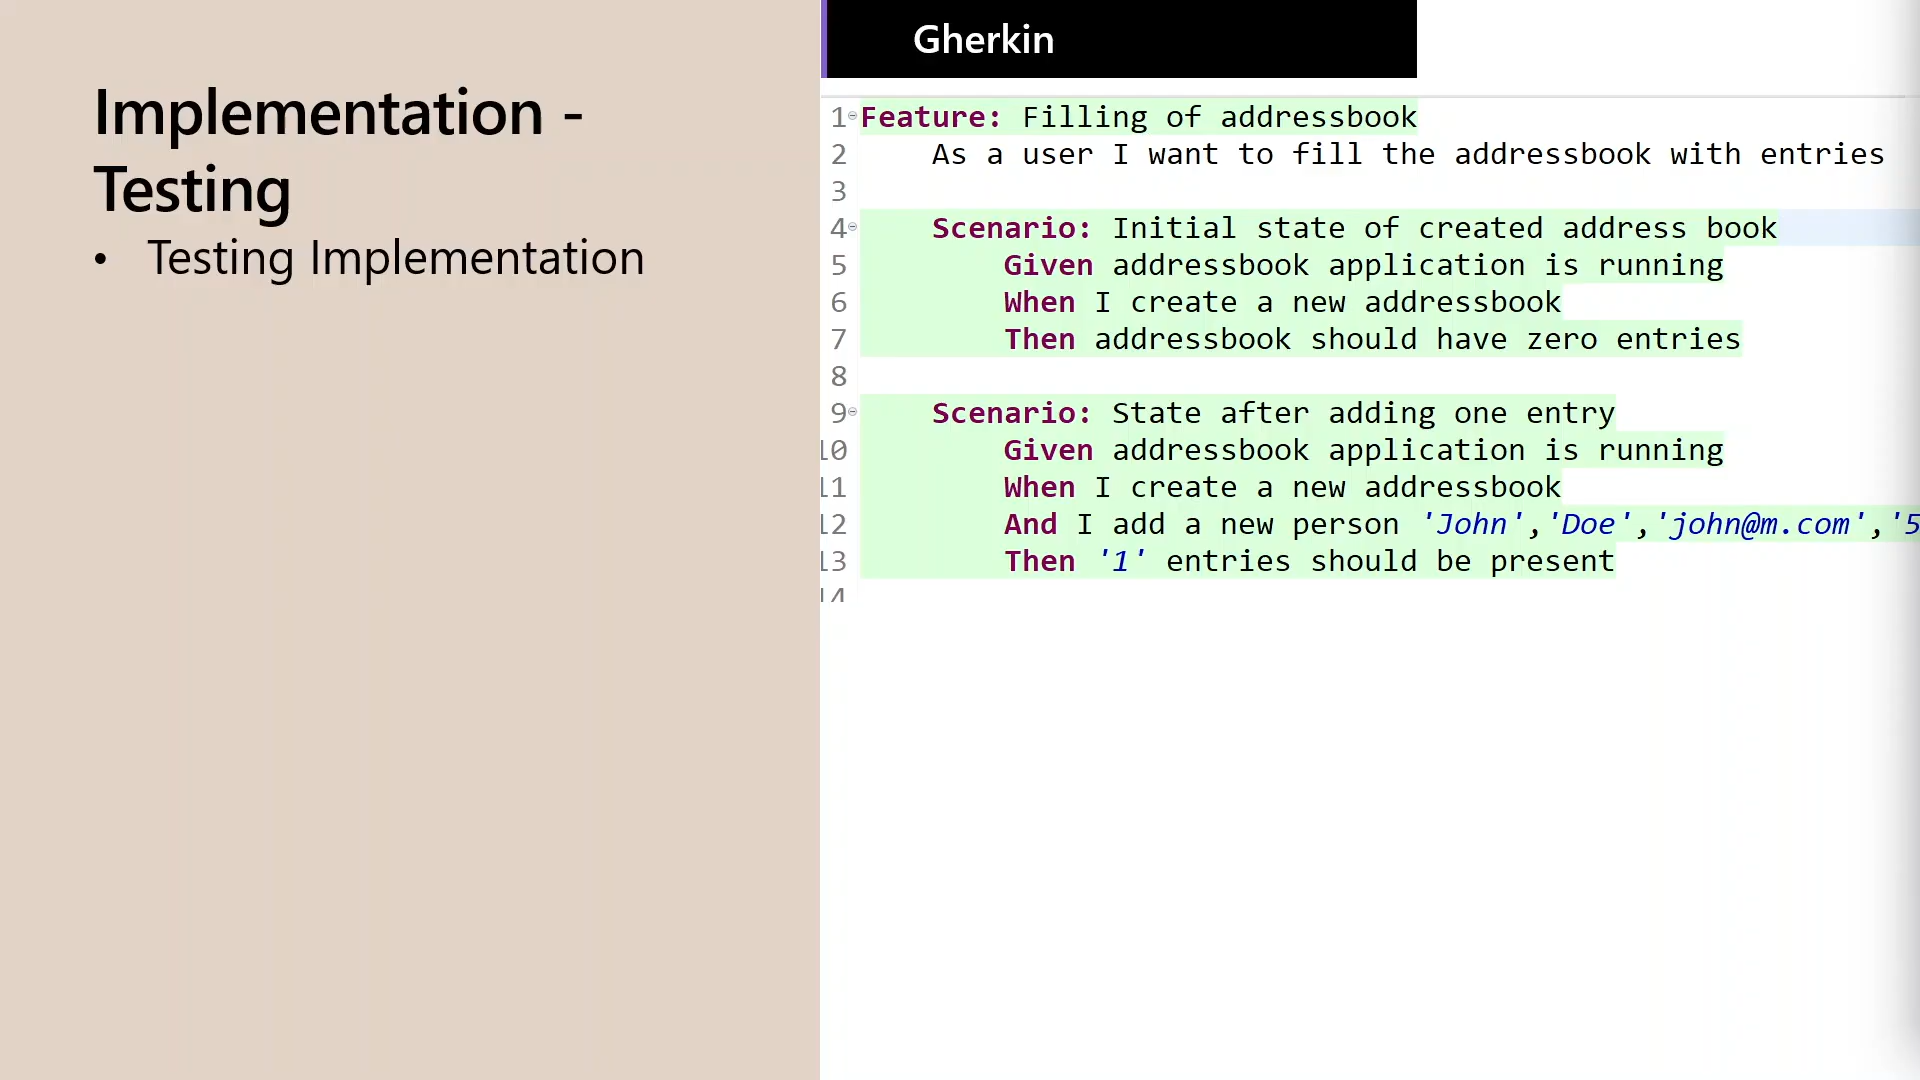 Implementation -
Testing
• Testing Implementation
Gherkin
1 Feature: Filling of addressbook
2 As a user I want to fill the addressbook with entries
3
4 Scenario: Initial state of created address book
5 Given addressbook application is running
6 When I create a new addressbook
7 Then addressbook should have zero entries
8
9 Scenario: State after adding one entry
10 Given addressbook application is running
11 When I create a new addressbook
12 And I add a new person 'John','Doe','john@m.com','5
13 Then '1' entries should be present
14